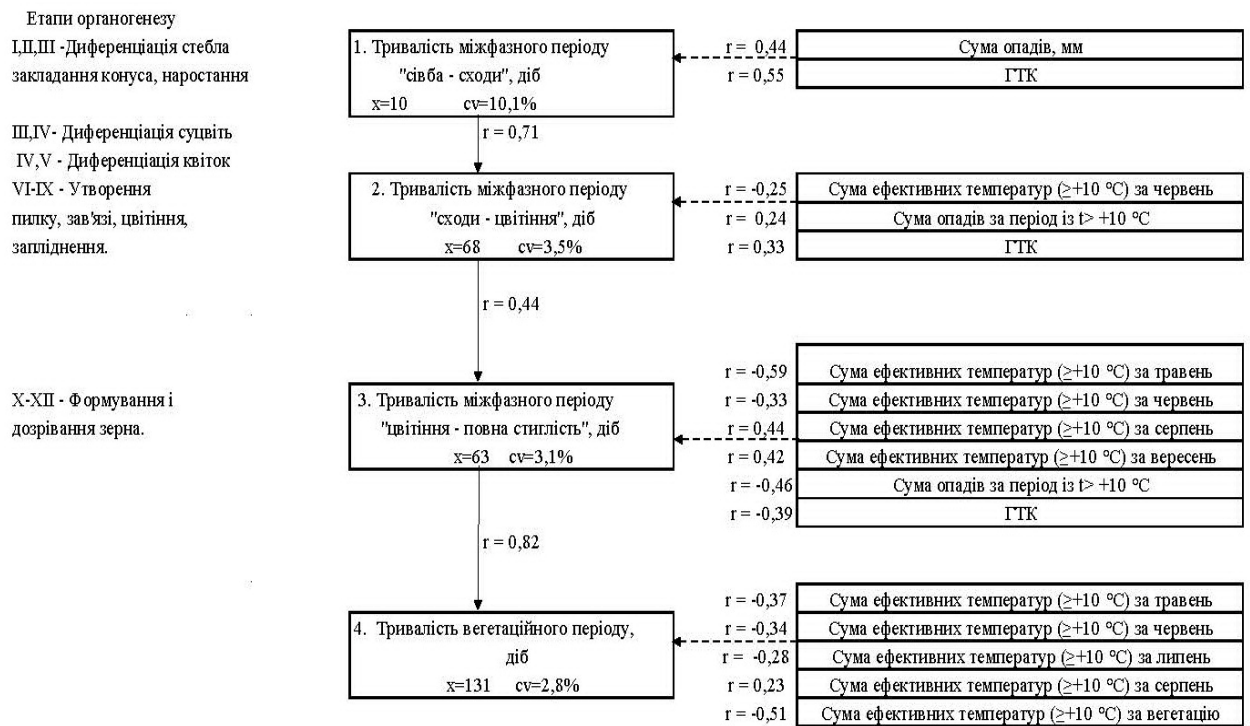 Етапи органогенезу
I,II,III -Диференціація стебла
закладання конуса, наростання
III,IV- Диференціація суцвіть
IV,V - Диференціація квіток
VI-IX - Утворення
пилку, зав'язі, цвітіння,
запліднення.
X-XII - Формування і
дозрівання зерна.
1. Тривалість міжфазного періоду
"сівба - сходи", діб
x=10 cv=10,1%
r = 0,44 Сума опадів, мм
r = 0,55 ГТК
r = 0,71
2. Тривалість міжфазного періоду
"сходи - цвітіння", діб
x=68 cv=3,5%
r = -0,25 Сума ефективних температур (≥+10 °C) за червень
r = 0,24 Сума опадів за період із t> +10 °C
r = 0,33 ГТК
r = 0,44
3. Тривалість міжфазного періоду
"цвітіння - повна стиглість", діб
x=63 cv=3,1%
r = -0,59 Сума ефективних температур (≥+10 °C) за травень
r = -0,33 Сума ефективних температур (≥+10 °C) за червень
r = 0,44 Сума ефективних температур (≥+10 °C) за серпень
r = 0,42 Сума ефективних температур (≥+10 °C) за вересень
r = -0,46 Сума опадів за період із t> +10 °C
r = -0,39 ГТК
r = 0,82
4. Тривалість вегетаційного періоду,
діб
x=131 cv=2,8%
r = -0,37 Сума ефективних температур (≥+10 °C) за травень
r = -0,34 Сума ефективних температур (≥+10 °C) за червень
r = -0,28 Сума ефективних температур (≥+10 °C) за липень
r = 0,23 Сума ефективних температур (≥+10 °C) за серпень
r = -0,51 Сума ефективних температур (≥+10 °C) за вегетацію